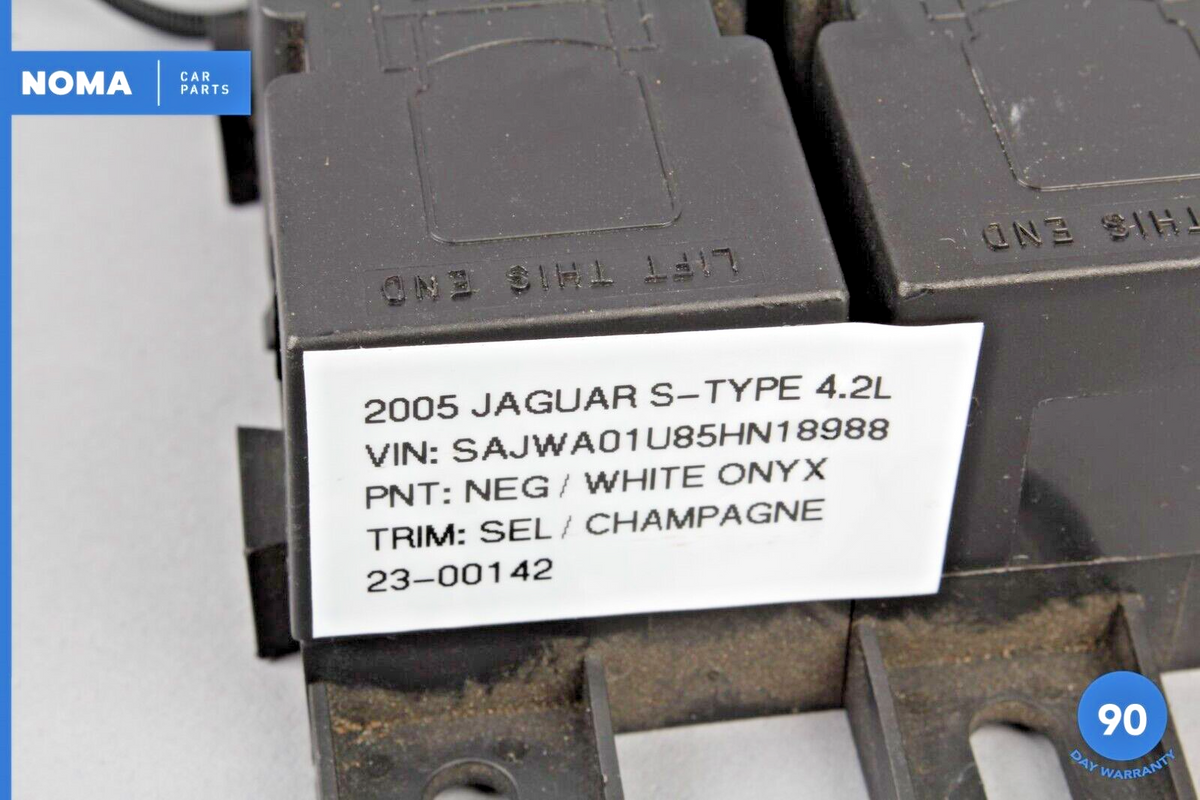 NOMA
CAR
PARTS
LIFT THIS END
THIS END
2005 JAGUAR S-TYPE 4.2L
VIN: SAJWA01U85HN18988
PNT: NEG / WHITE ONYX
TRIM: SEL / CHAMPAGNE
23-00142
90
DAY WARRANTY